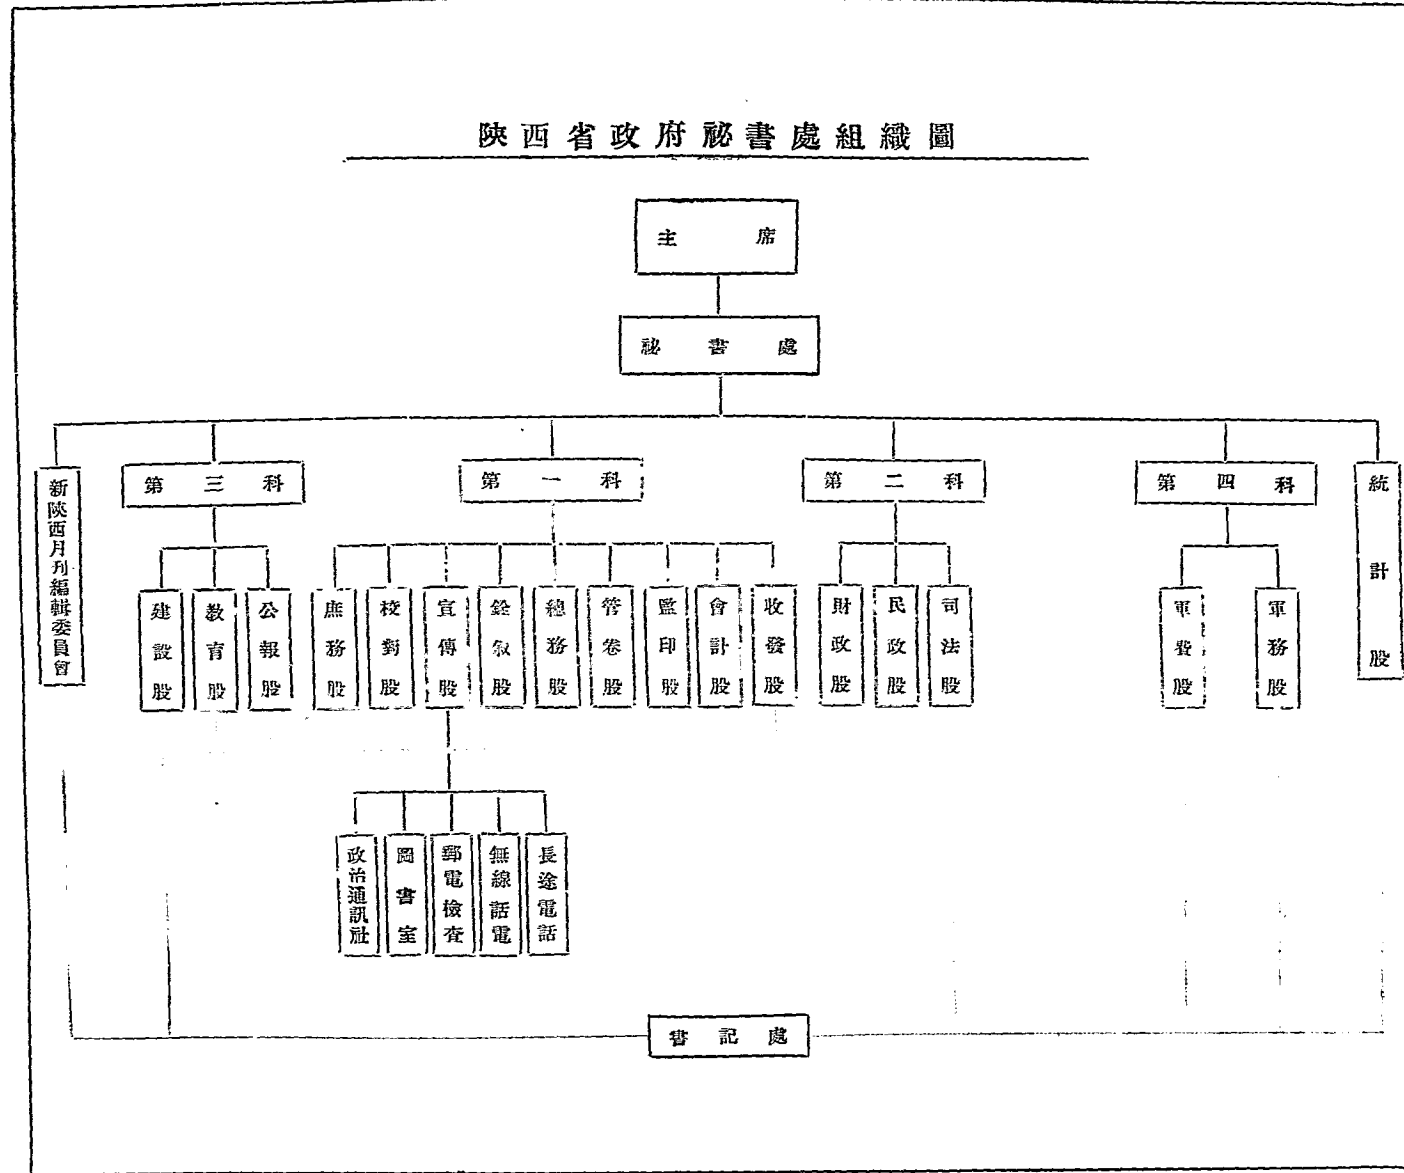 陝西省政府祕書處組織圖
主席
祕書處
新陝西月刊編輯委員會
第三科
第一科
第二科
第四科
統計股
建設股
教育股
公報股
庶務股
校對股
宣傳股
銓敘股
總務股
管卷股
監印股
會計股
收發股
財政股
民政股
司法股
軍費股
軍務股
政治通訊社
圖書室
郵電檢查
無線話電
長途電話
書記處